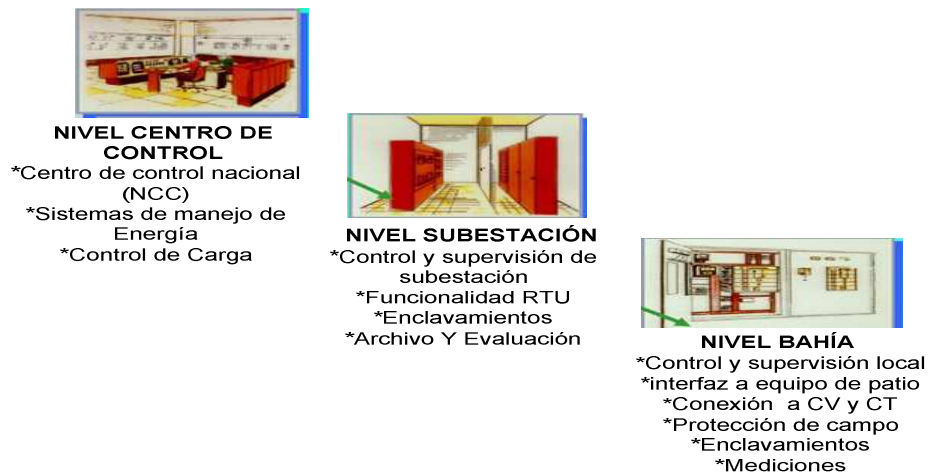 NIVEL CENTRO DE
CONTROL
*Centro de control nacional
(NCC)
*Sistemas de manejo de
Energía
*Control de Carga
NIVEL SUBESTACIÓN
*Control y supervisión de
subestación
*Funcionalidad RTU
*Enclavamientos
*Archivo Y Evaluación
NIVEL BAHÍA
*Control y supervisión local
*interfaz a equipo de patio
*Conexión  a CV y CT
*Protección de campo
*Enclavamientos
*Mediciones